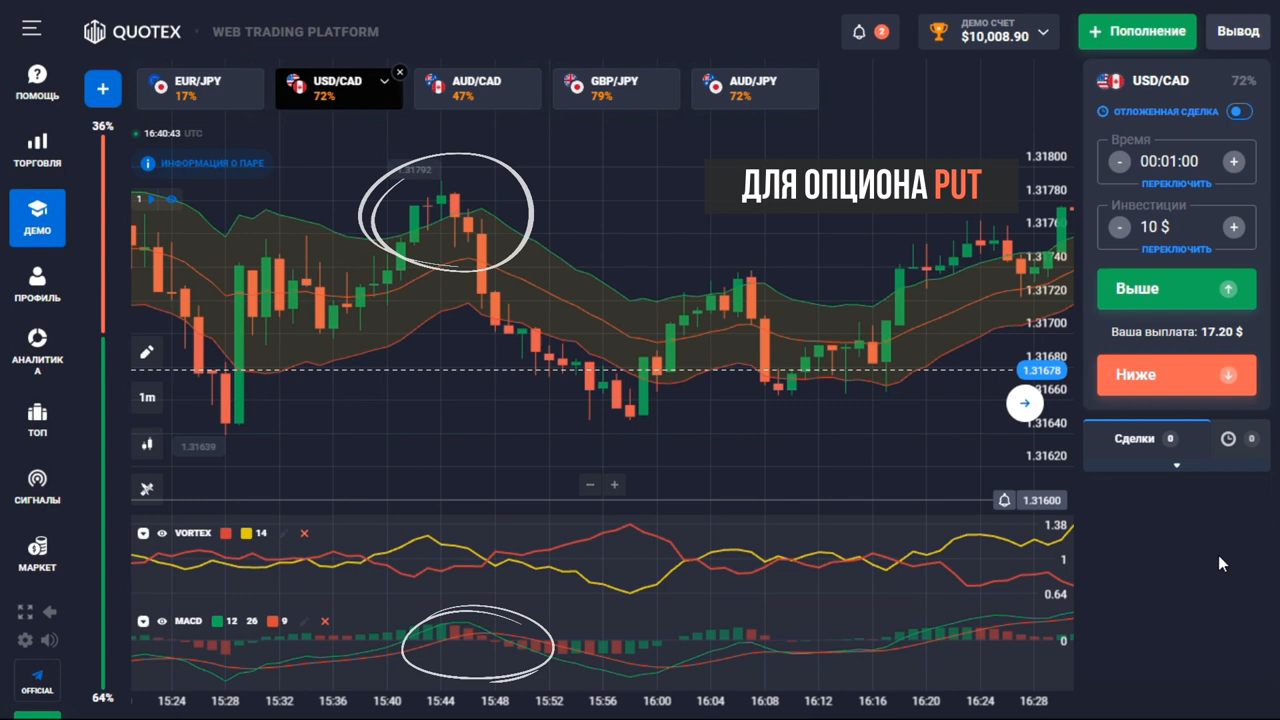 QUOTEX
WEB TRADING PLATFORM
2
ДЕМО СЧЕТ
$10,008.90
+ Пополнение
Вывод
ПОМОЩЬ
ТОРГОВЛЯ
ДЕМО
ПРОФИЛЬ
АНАЛИТИК
А
ТОП
СИГНАЛЫ
МАРКЕТ
OFFICIAL
+
EUR/JPY
17%
USD/CAD
72%
AUD/CAD
47%
GBP/JPY
79%
AUD/JPY
72%
36%
64%
16:40:43 UTC
ИНФОРМАЦИЯ О ПАРЕ
1
1.31792
ДЛЯ ОПЦИОНА PUT
1.31800
1.31780
1.31760
1.31740
1.31720
1.31700
1.31680
1.31678
1.31660
1.31640
1.31620
1.31600
1m
1.31639
− +
VORTEX 14
1.38
1
0.64
MACD 12 26 9
0
15:24 15:28 15:32 15:36 15:40 15:44 15:48 15:52 15:56 16:00 16:04 16:08 16:12 16:16 16:20 16:24 16:28
USD/CAD 72%
ОТЛОЖЕННАЯ СДЕЛКА
Время
- 00:01:00 +
ПЕРЕКЛЮЧИТЬ
Инвестиции
- 10 $ +
ПЕРЕКЛЮЧИТЬ
Выше
Ваша выплата: 17.20 $
Ниже
Сделки 0 0